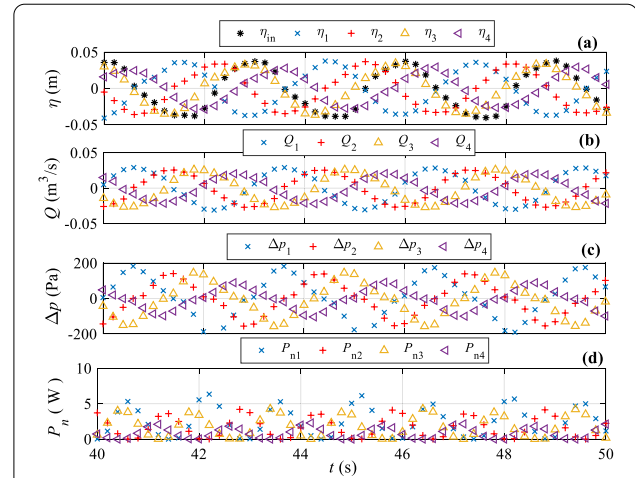 η_in η_1 η_2 η_3 η_4
(a)
0.05
0
-0.05
η (m)
(b)
Q_1 Q_2 Q_3 Q_4
0.05
0
-0.05
Q (m³/s)
(c)
Δp_1 Δp_2 Δp_3 Δp_4
200
0
-200
Δp (Pa)
(d)
P_n1 P_n2 P_n3 P_n4
10
5
0
P_n ( W )
40 42 44 46 48 50
t (s)